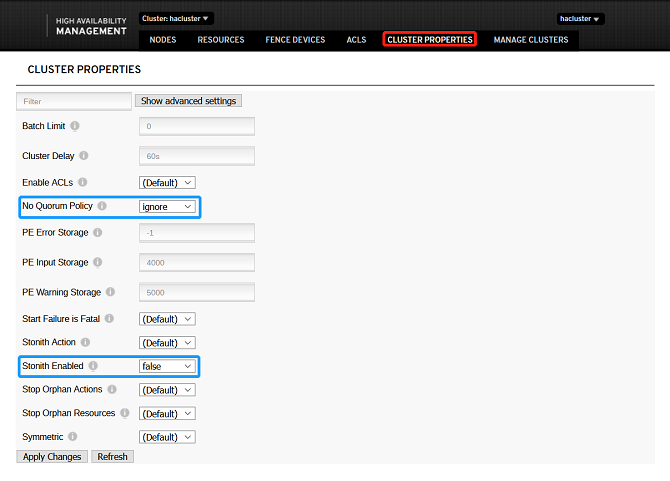 HIGH AVAILABILITY
MANAGEMENT
Cluster: hacluster
hacluster
NODES RESOURCES FENCE DEVICES ACLS CLUSTER PROPERTIES MANAGE CLUSTERS
CLUSTER PROPERTIES
Filter Show advanced settings
Batch Limit 0
Cluster Delay 60s
Enable ACLs (Default)
No Quorum Policy ignore
PE Error Storage -1
PE Input Storage 4000
PE Warning Storage 5000
Start Failure is Fatal (Default)
Stonith Action (Default)
Stonith Enabled false
Stop Orphan Actions (Default)
Stop Orphan Resources (Default)
Symmetric (Default)
Apply Changes Refresh